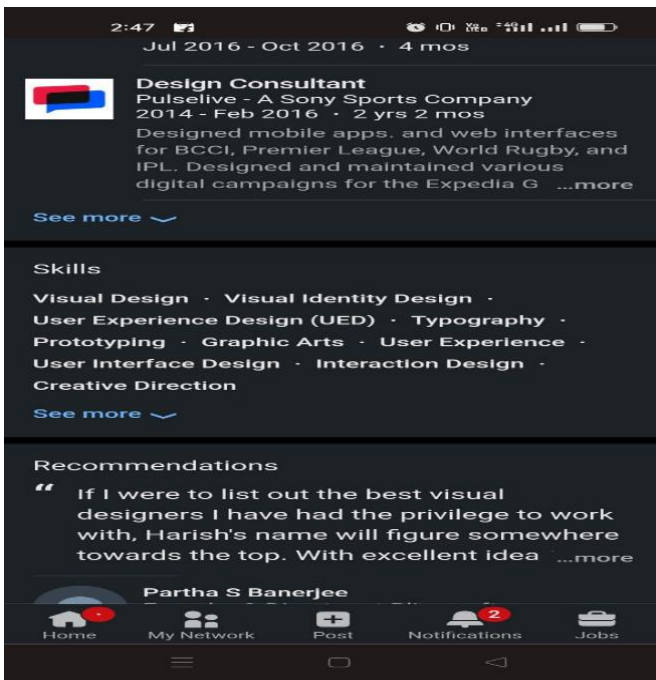 2:47
Jul 2016 - Oct 2016 · 4 mos
Design Consultant
Pulselive - A Sony Sports Company
2014 - Feb 2016 · 2 yrs 2 mos
Designed mobile apps. and web interfaces
for BCCI, Premier League, World Rugby, and
IPL. Designed and maintained various
digital campaigns for the Expedia G ...more
See more
Skills
Visual Design · Visual Identity Design ·
User Experience Design (UED) · Typography ·
Prototyping · Graphic Arts · User Experience ·
User Interface Design · Interaction Design ·
Creative Direction
See more
Recommendations
“ If I were to list out the best visual
designers I have had the privilege to work
with, Harish's name will figure somewhere
towards the top. With excellent idea ...more
Partha S Banerjee
2
Home My Network Post Notifications Jobs